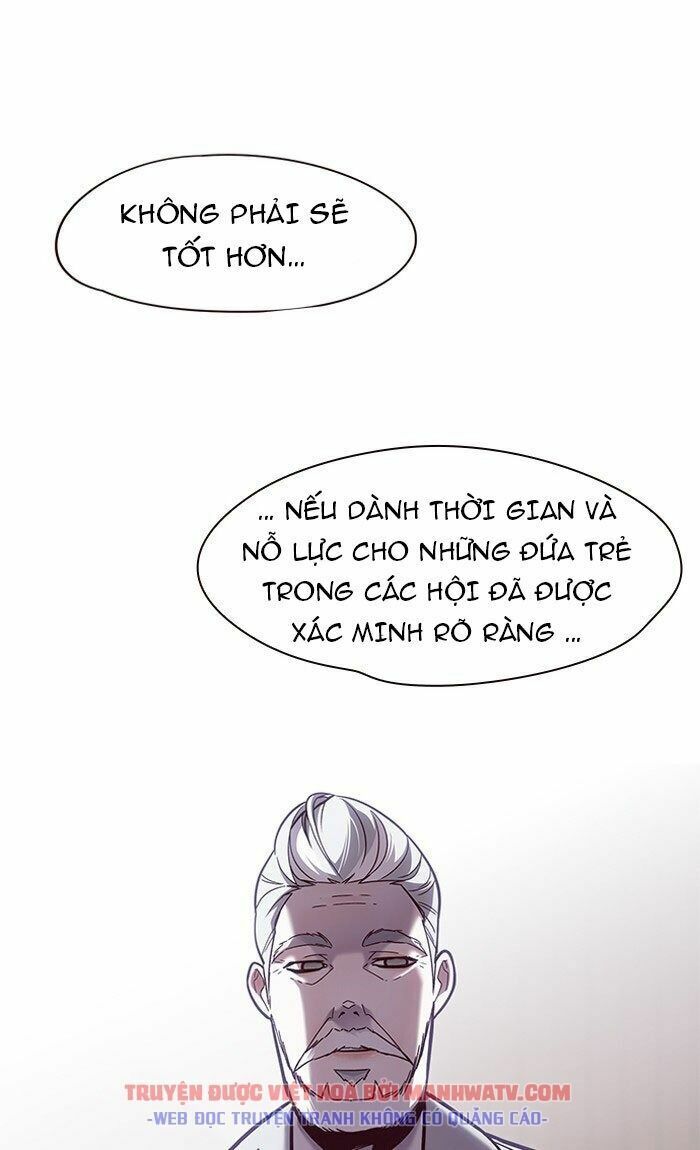 KHÔNG PHẢI SẼ
TỐT HƠN...
... NẾU DÀNH THỜI GIAN VÀ
NỖ LỰC CHO NHỮNG ĐỨA TRẺ
TRONG CÁC HỘI ĐÃ ĐƯỢC
XÁC MINH RÕ RÀNG ...
TRUYỆN ĐƯỢC VIỆT HOÁ BỞI MANHWATV.COM
-WEB ĐỌC TRUYỆN TRANH KHÔNG CÓ QUẢNG CÁO-